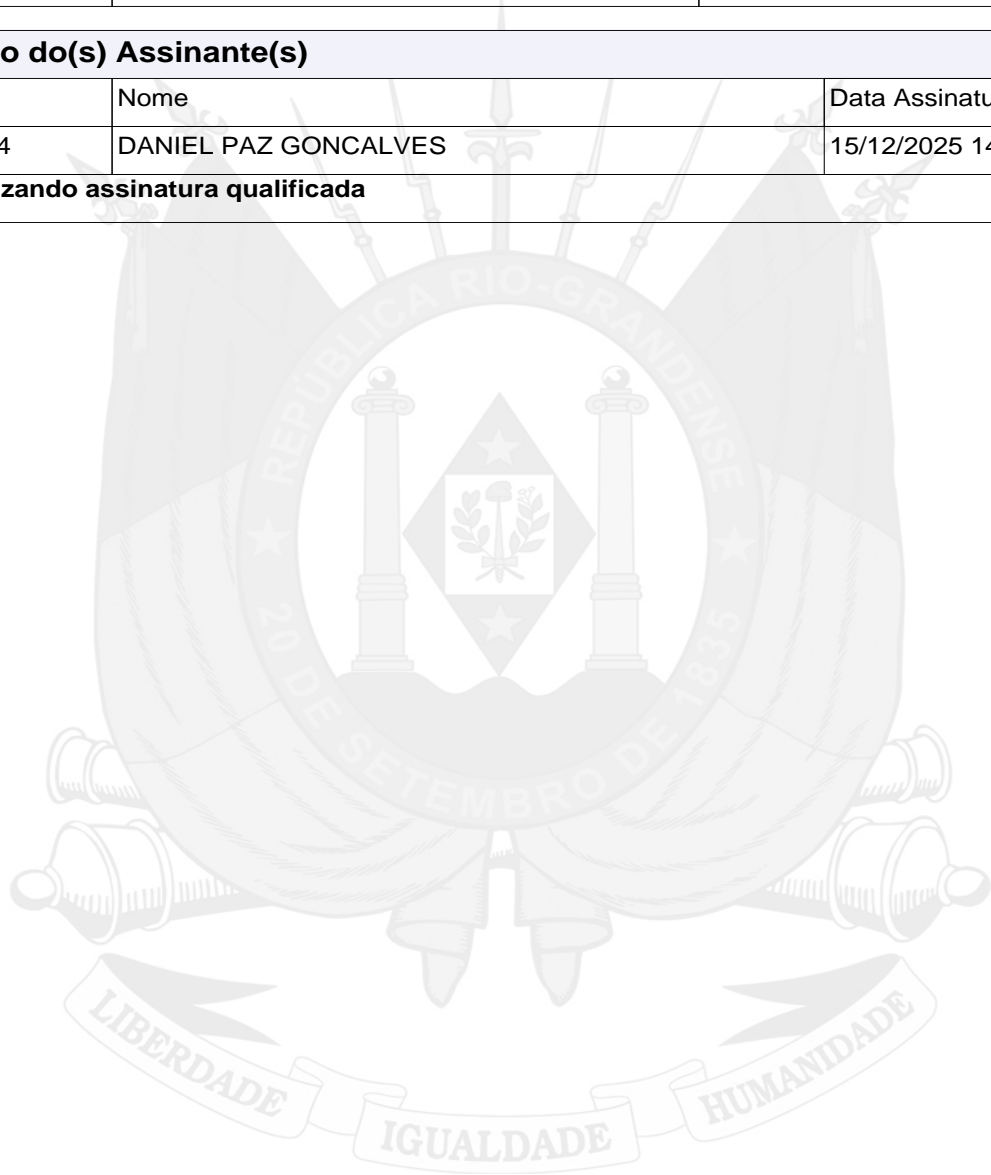 o do(s) Assinante(s)
Nome Data Assinatu
4 DANIEL PAZ GONCALVES 15/12/2025 14
zando assinatura qualificada
REPÚBLICA RIO-GRANDENSE
20 DE SETEMBRO DE 1835
LIBERDADE IGUALDADE HUMANIDADE